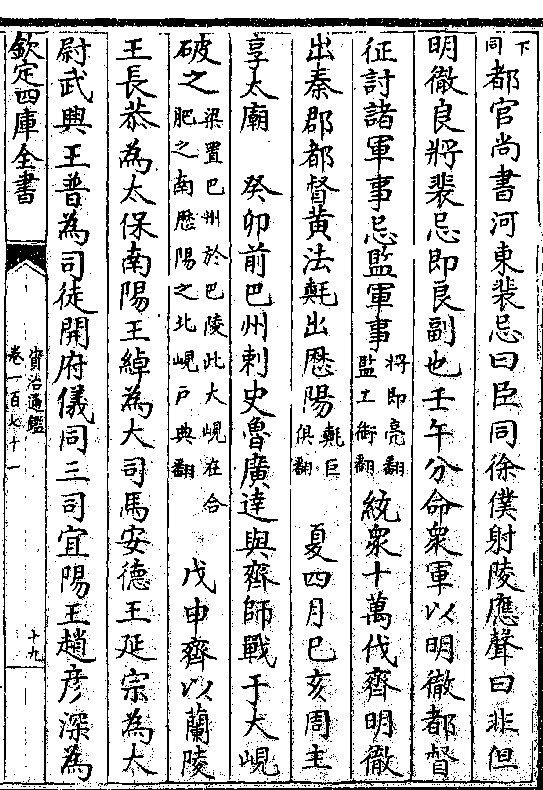 下同都官尚書河東裴忌曰臣同徐僕射陵應聲曰非但
明徹良將裴忌即良副也壬午分命衆軍以明徹都督
征討諸軍事忌監軍事將即亮翻監工銜翻統衆十萬伐齊明徹
出秦郡都督黄法𣰰出歷陽𣰰巨俱翻夏四月己亥周主
享太廟 癸卯前巴州刺史魯廣達與齊師戰于大峴
破之梁置巴州於巴陵此大峴在合肥之南歷陽之北峴戸典翻戊申齊以蘭陵
王長恭為太保南陽王綽為大司馬安德王延宗為大
尉武興王普為司徒開府儀同三司宜陽王趙彦深為
欽定四庫全書
資治通鑑
卷一百七十一
十九